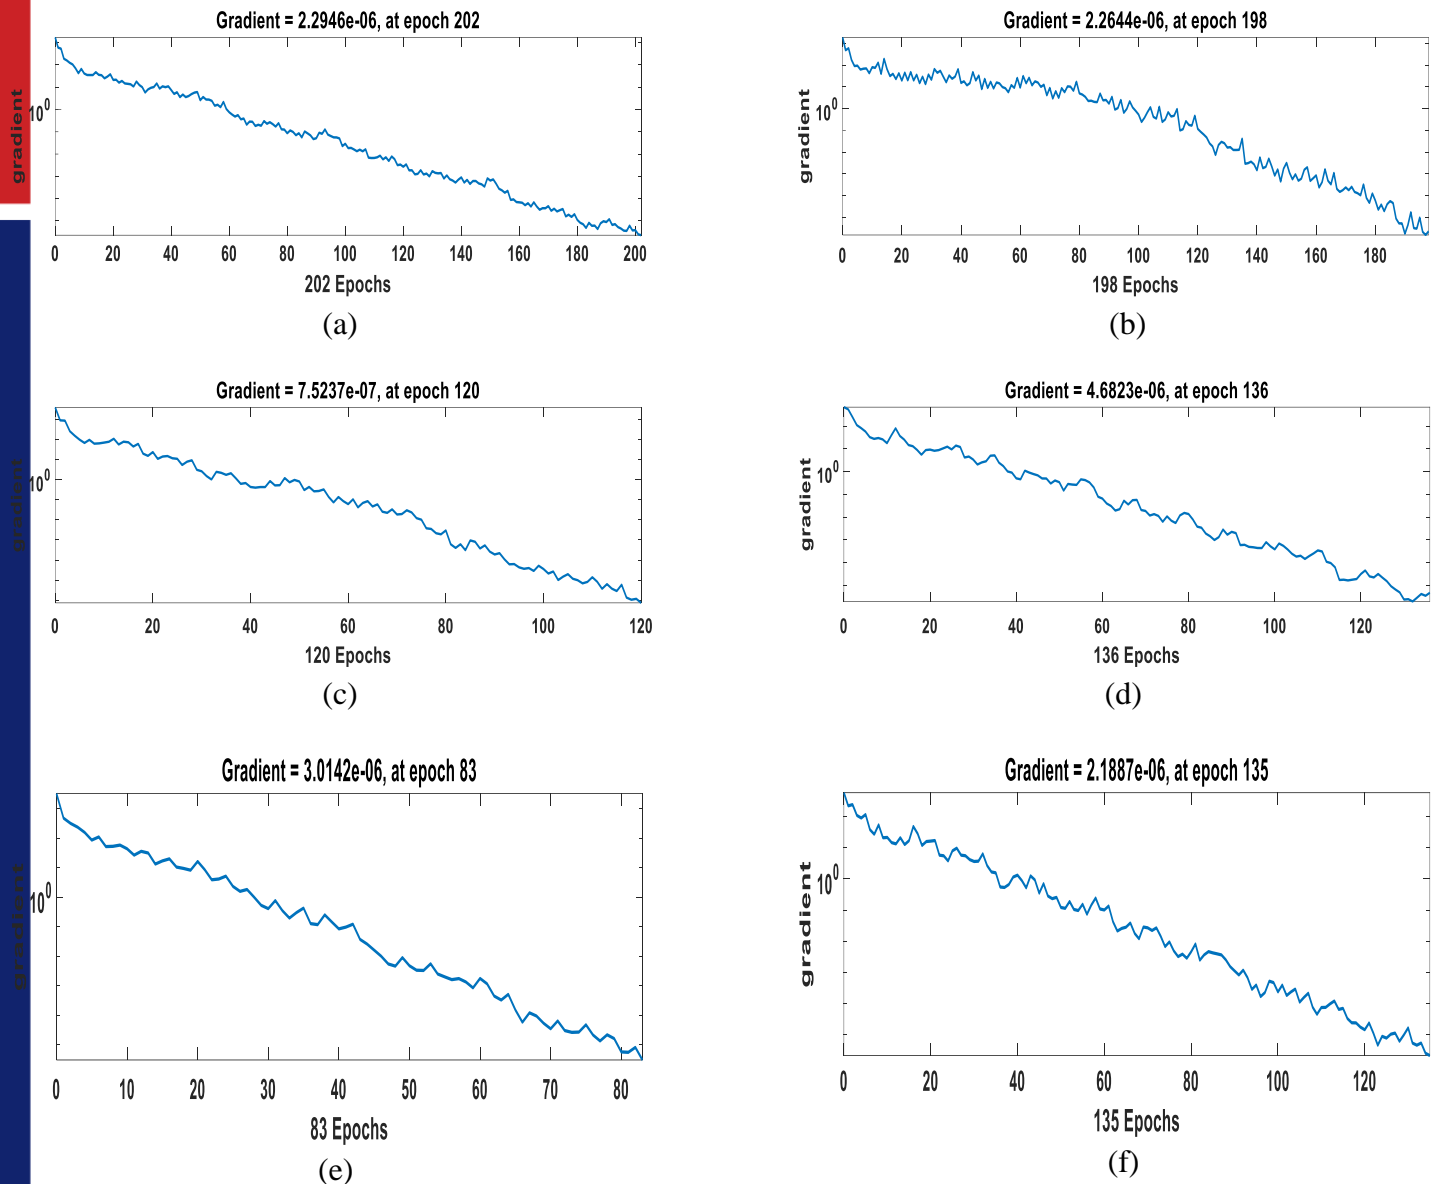 Gradient = 2.2946e-06, at epoch 202
gradient
10^0
0 20 40 60 80 100 120 140 160 180 200
202 Epochs
(a)
Gradient = 2.2644e-06, at epoch 198
gradient
10^0
0 20 40 60 80 100 120 140 160 180
198 Epochs
(b)
Gradient = 7.5237e-07, at epoch 120
gradient
10^0
0 20 40 60 80 100 120
120 Epochs
(c)
Gradient = 4.6823e-06, at epoch 136
gradient
10^0
0 20 40 60 80 100 120
136 Epochs
(d)
Gradient = 3.0142e-06, at epoch 83
gradient
10^0
0 10 20 30 40 50 60 70 80
83 Epochs
(e)
Gradient = 2.1887e-06, at epoch 135
gradient
10^0
0 20 40 60 80 100 120
135 Epochs
(f)